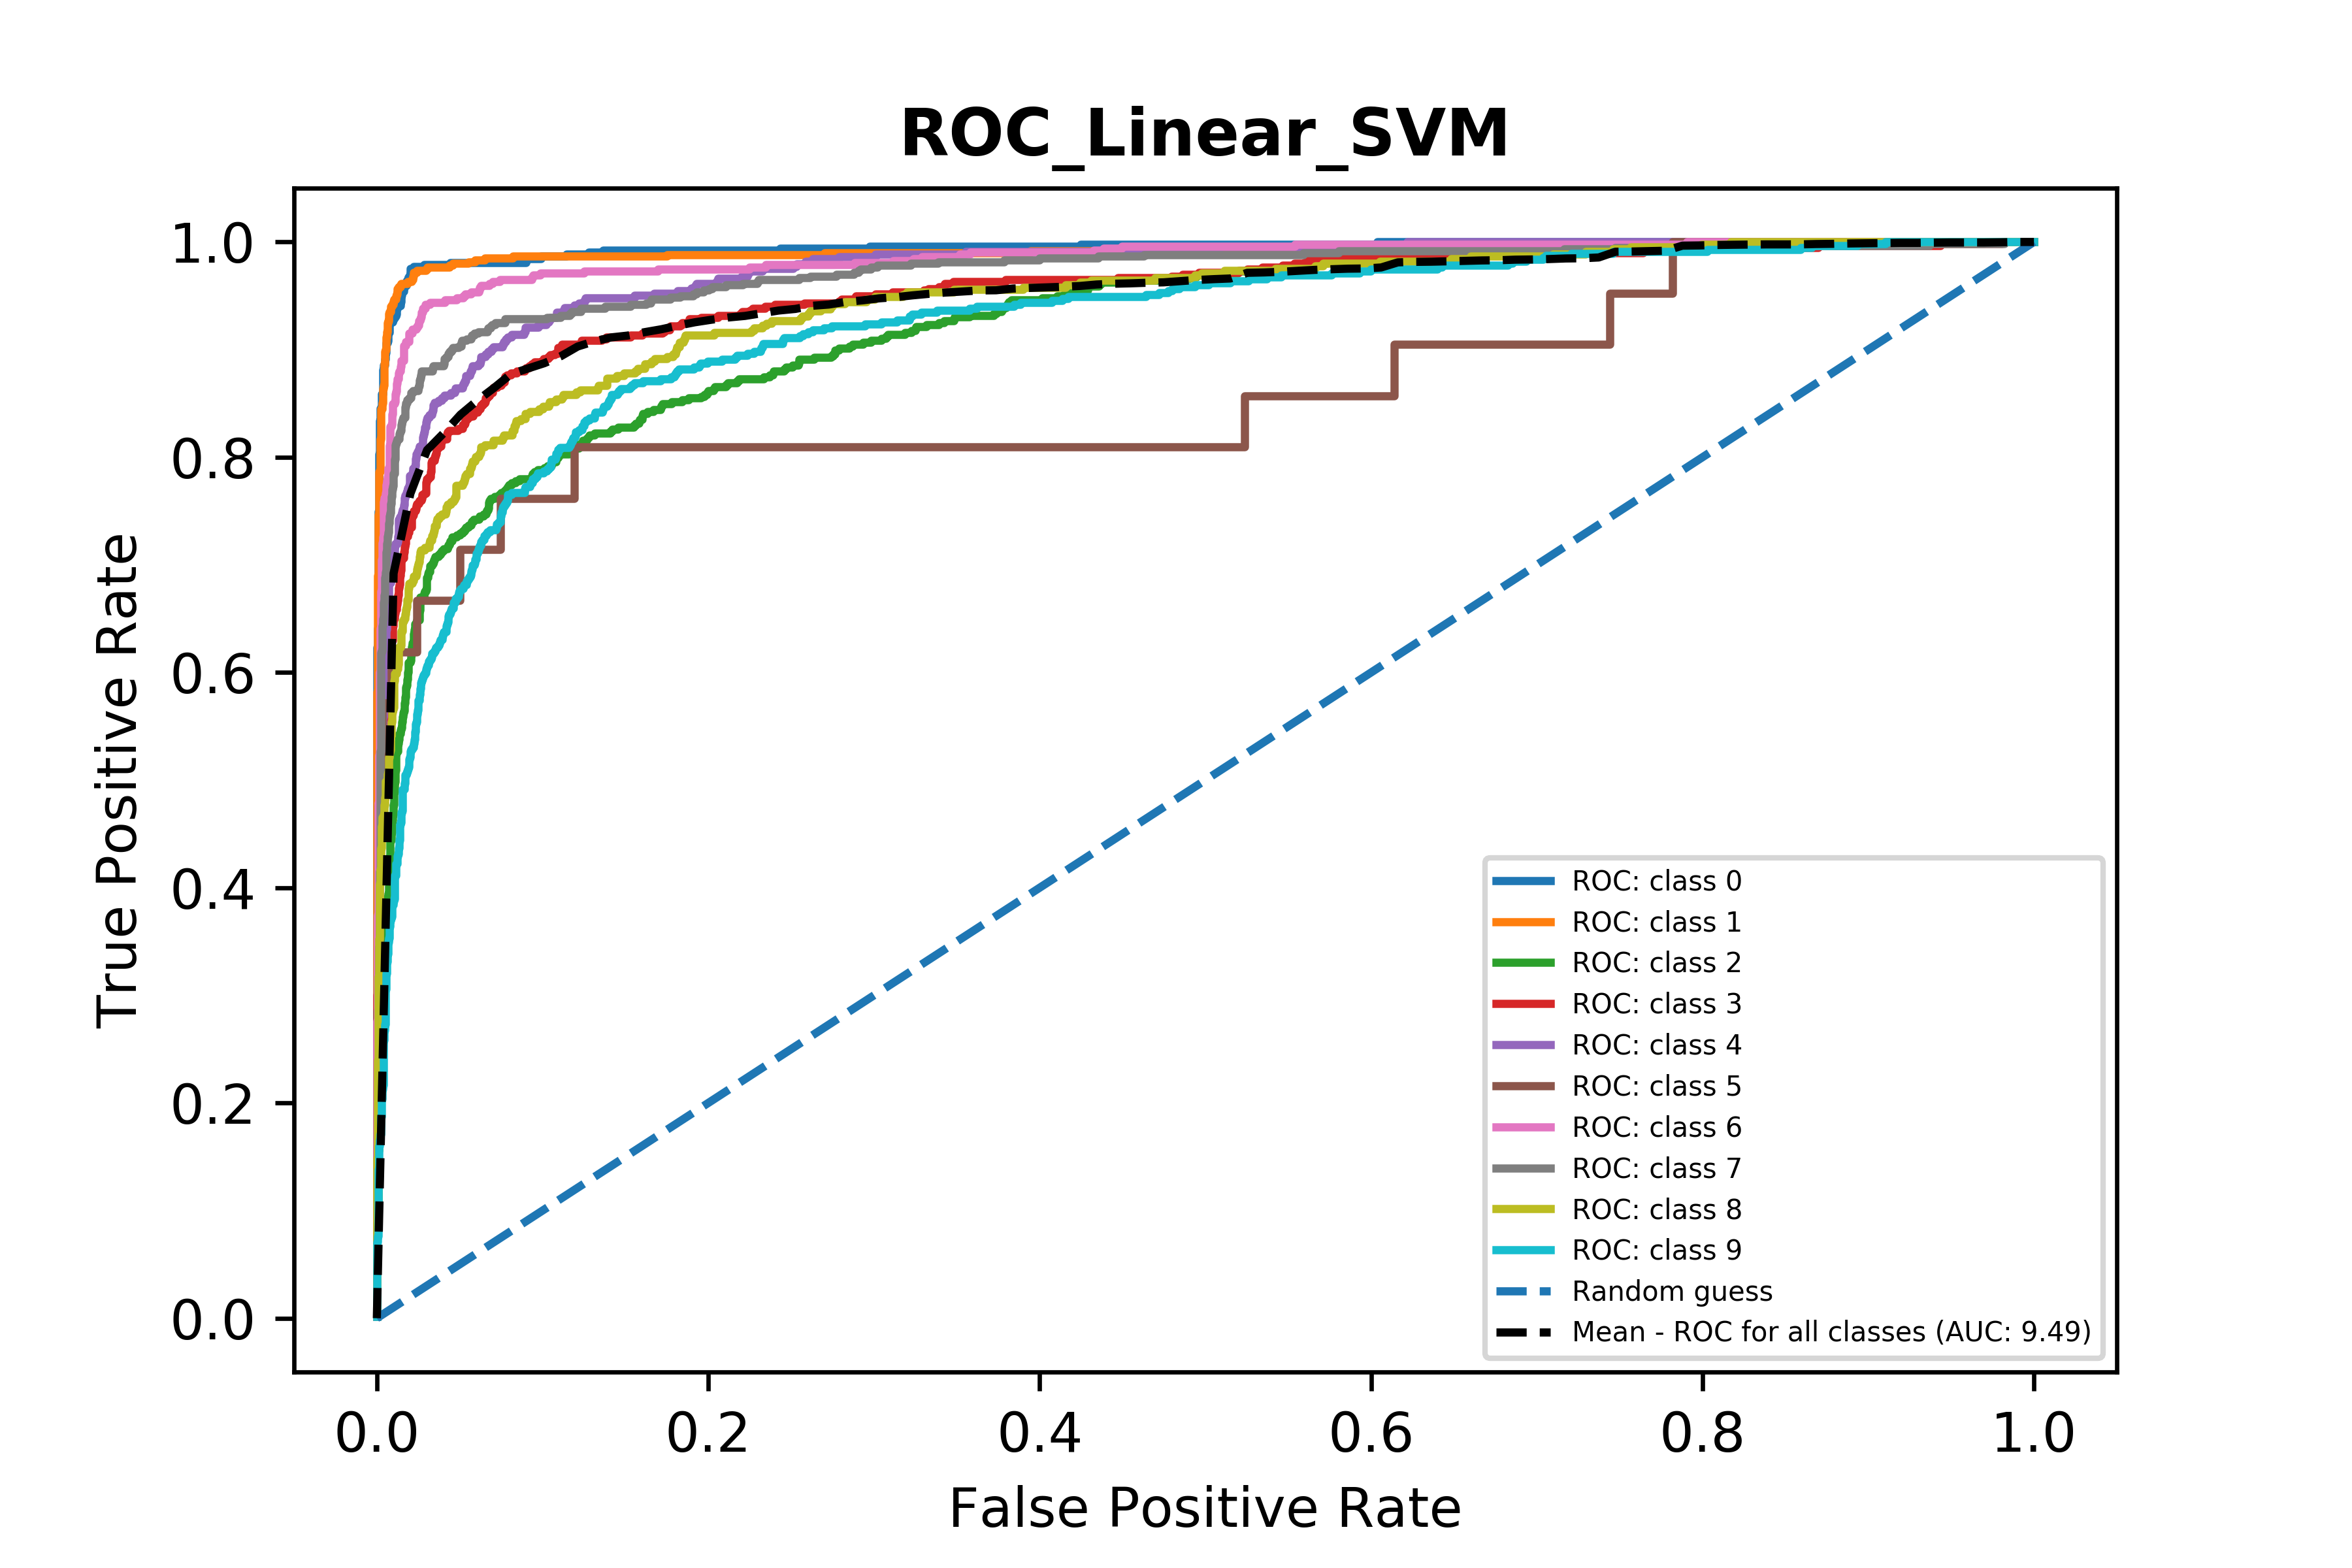 ROC_Linear_SVM
True Positive Rate
1.0
0.8
0.6
0.4
0.2
0.0
ROC: class 0
ROC: class 1
ROC: class 2
ROC: class 3
ROC: class 4
ROC: class 5
ROC: class 6
ROC: class 7
ROC: class 8
ROC: class 9
Random guess
Mean - ROC for all classes (AUC: 9.49)
0.0 0.2 0.4 0.6 0.8 1.0
False Positive Rate